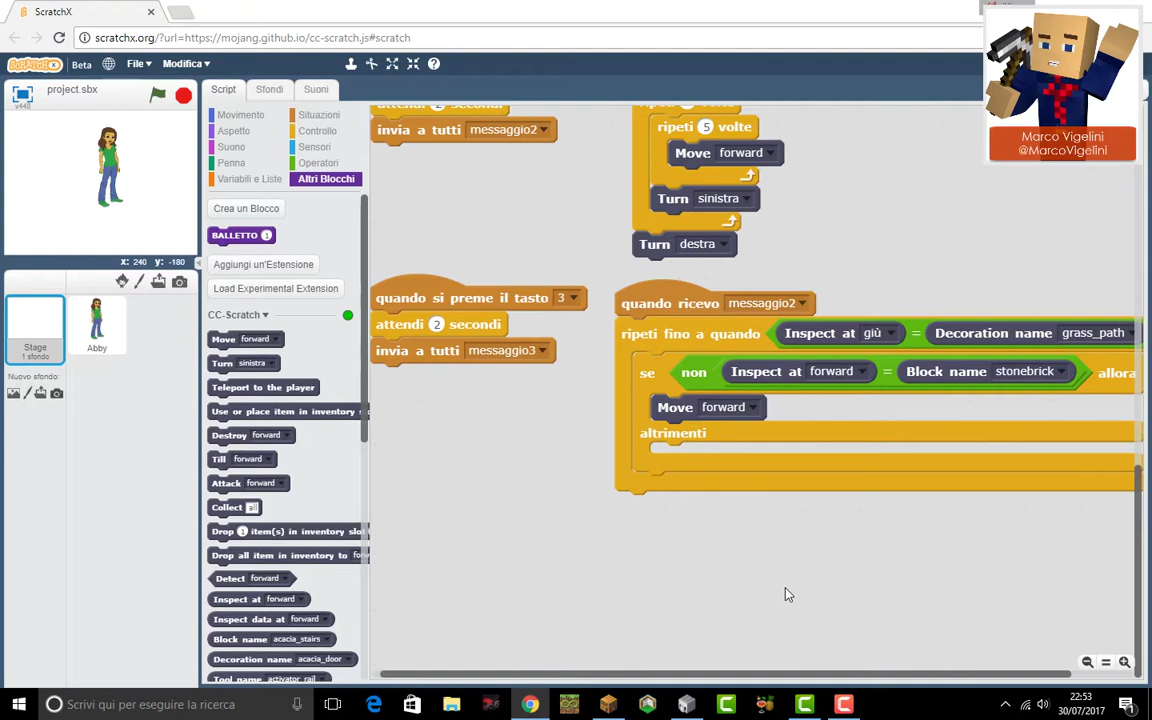 ScratchX
scratchx.org/?url=https://mojang.github.io/cc-scratch.js#scratch
Beta
File
Modifica
project.sbx
v448
Script
Sfondi
Suoni
Movimento
Situazioni
Aspetto
Controllo
Suono
Sensori
Penna
Operatori
Variabili e Liste
Altri Blocchi
Crea un Blocco
BALLETTO 1
Aggiungi un'Estensione
Load Experimental Extension
CC-Scratch
Move forward
Turn sinistra
Teleport to the player
Use or place item in inventory
Destroy forward
Till forward
Attack forward
Collect all
Drop 1 item(s) in inventory
Drop all item in inventory to
Detect forward
Inspect at forward
Inspect data at forward
Block name acacia_stairs
Decoration name acacia_door
Tool name activator_rail
x: 240 y: -180
Stage
1 sfondo
Abby
Nuovo sfondo:
attendi 2 secondi
invia a tutti messaggio2
quando si preme il tasto 3
attendi 2 secondi
invia a tutti messaggio3
ripeti 5 volte
Move forward
Turn sinistra
Turn destra
quando ricevo messaggio2
ripeti fino a quando Inspect at giù = Decoration name grass_path
se non Inspect at forward = Block name stonebrick allora
Move forward
altrimenti
Marco Vigelini
@MarcoVigelini
Scrivi qui per eseguire la ricerca
22:53
30/07/2017